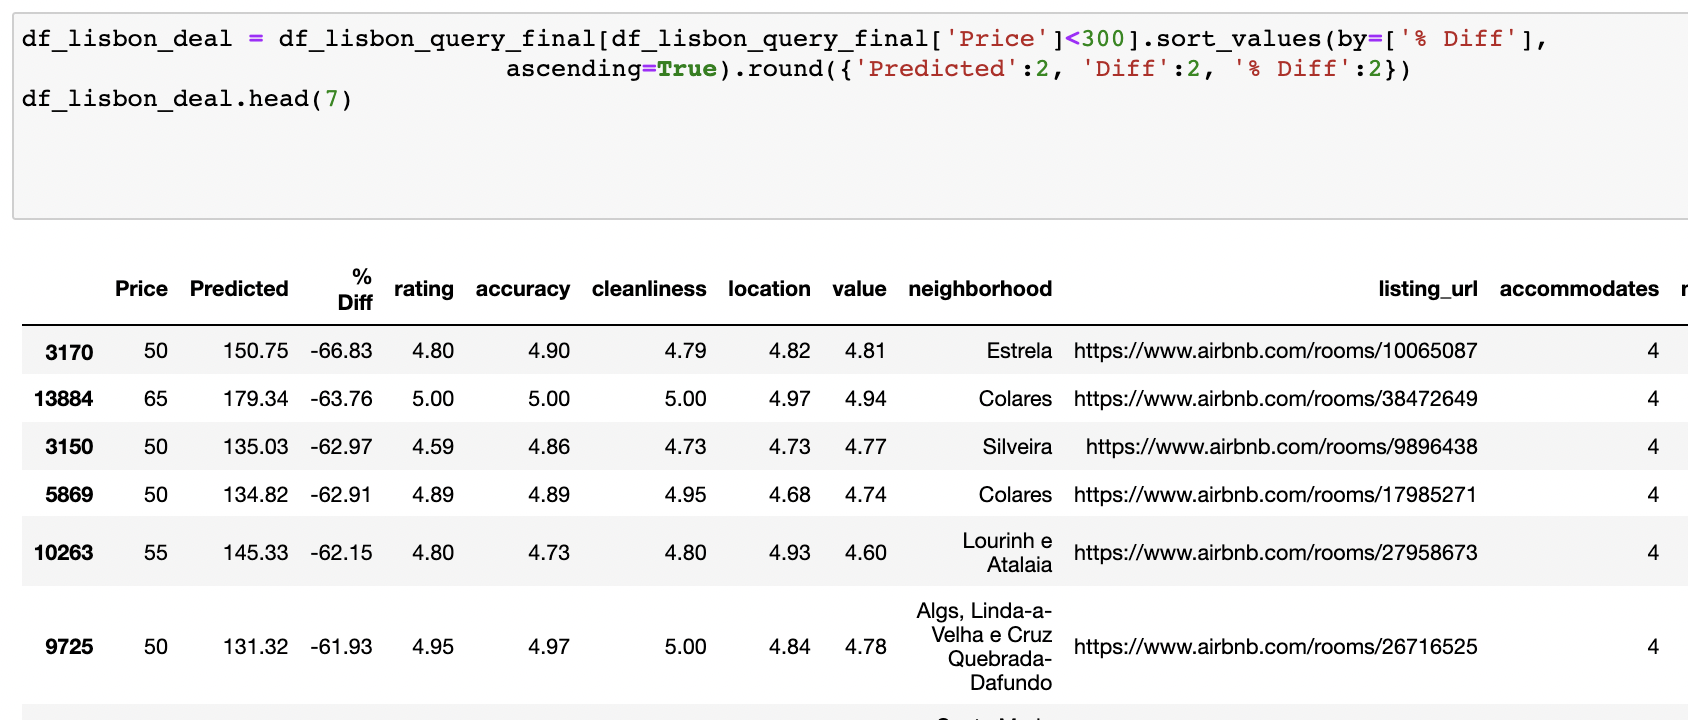 df_lisbon_deal = df_lisbon_query_final[df_lisbon_query_final['Price']<300].sort_values(by=['% Diff'],
ascending=True).round({'Predicted':2, 'Diff':2, '% Diff':2})
df_lisbon_deal.head(7)
Price Predicted % Diff rating accuracy cleanliness location value neighborhood listing_url accommodates
3170 50 150.75 -66.83 4.80 4.90 4.79 4.82 4.81 Estrela https://www.airbnb.com/rooms/10065087 4
13884 65 179.34 -63.76 5.00 5.00 5.00 4.97 4.94 Colares https://www.airbnb.com/rooms/38472649 4
3150 50 135.03 -62.97 4.59 4.86 4.73 4.73 4.77 Silveira https://www.airbnb.com/rooms/9896438 4
5869 50 134.82 -62.91 4.89 4.89 4.95 4.68 4.74 Colares https://www.airbnb.com/rooms/17985271 4
10263 55 145.33 -62.15 4.80 4.73 4.80 4.93 4.60 Lourinh e Atalaia https://www.airbnb.com/rooms/27958673 4
9725 50 131.32 -61.93 4.95 4.97 5.00 4.84 4.78 Algs, Linda-a-Velha e Cruz Quebrada-Dafundo https://www.airbnb.com/rooms/26716525 4